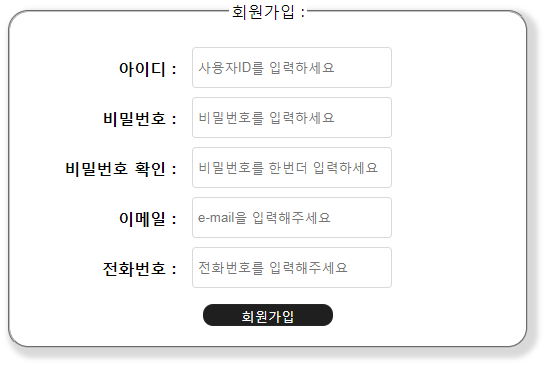 회원가입 :
아이디 : 사용자ID를 입력하세요
비밀번호 : 비밀번호를 입력하세요
비밀번호 확인 : 비밀번호를 한번더 입력하세요
이메일 : e-mail을 입력해주세요
전화번호 : 전화번호를 입력해주세요
회원가입